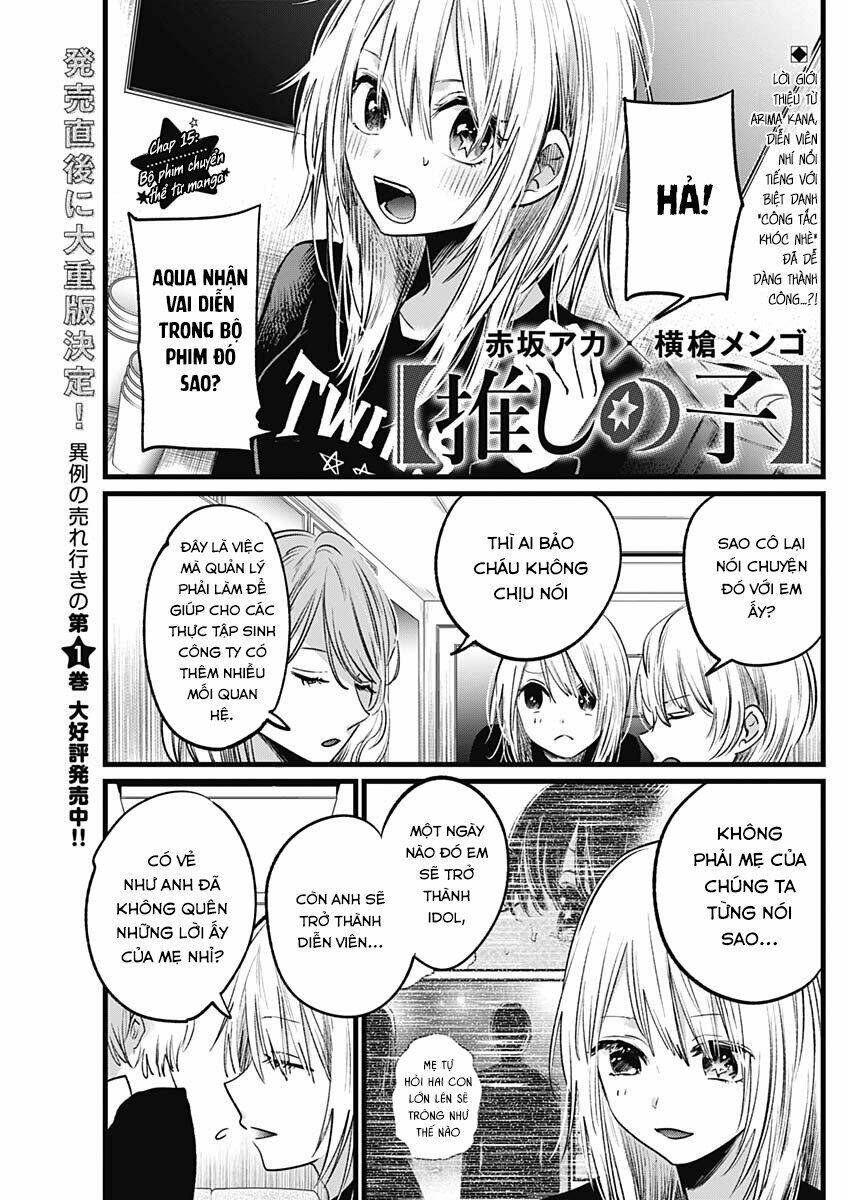 LỜI GIỚI
THIỆU TỪ
ARIMA KANA,
DIỄN VIÊN
NHÍ NỔI
TIẾNG VỚI
BIỆT DANH
"CÔNG TẮC
KHÓC NHÈ"
ĐÃ DỄ
DÀNG THÀNH
CÔNG...?!
HẢ!
Chap 15:
Bộ phim chuyển
thể từ manga
AQUA NHẬN
VAI DIỄN
TRONG BỘ
PHIM ĐÓ
SAO?
TWIN
赤坂アカ×横槍メンゴ
【推しの子】
発売直後に大重版決定!異例の売れ行きの第1巻 大好評発売中!!
SAO CÔ LẠI
NÓI CHUYỆN
ĐÓ VỚI EM
ẤY?
THÌ AI BẢO
CHÁU KHÔNG
CHỊU NÓI
ĐÂY LÀ VIỆC
MÀ QUẢN LÝ
PHẢI LÀM ĐỂ
GIÚP CHO CÁC
THỰC TẬP SINH
CÔNG TY CÓ
THÊM NHIỀU
MỐI QUAN
HỆ.
KHÔNG
PHẢI MẸ CỦA
CHÚNG TA
TỪNG NÓI
SAO...
MỘT NGÀY
NÀO ĐÓ EM
SẼ TRỞ
THÀNH IDOL,
CÒN ANH SẼ
TRỞ THÀNH
DIỄN VIÊN...
MẸ TỰ
HỎI HAI CON
LỚN LÊN SẼ
TRÔNG NHƯ
THẾ NÀO
CÓ VẺ
NHƯ ANH ĐÃ
KHÔNG QUÊN
NHỮNG LỜI ẤY
CỦA MẸ NHỈ?